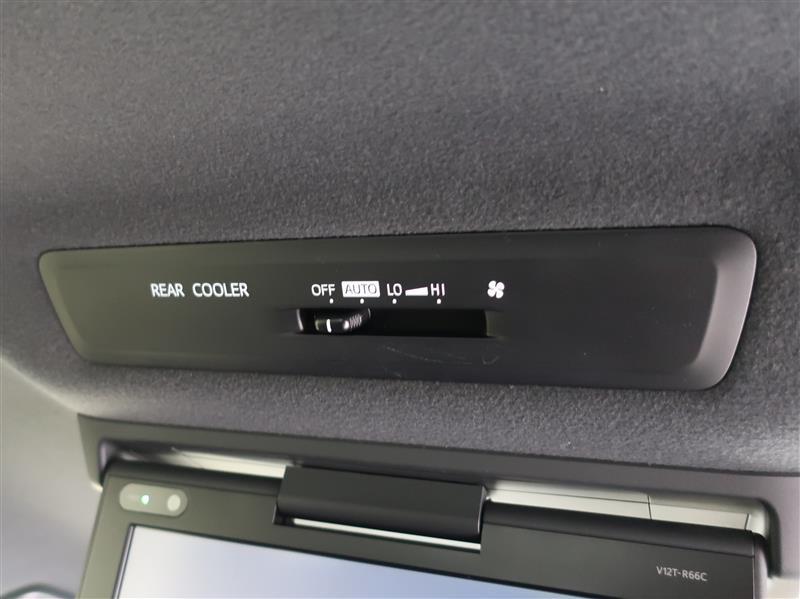 REAR COOLER OFF AUTO LO HI
V12T-R66C